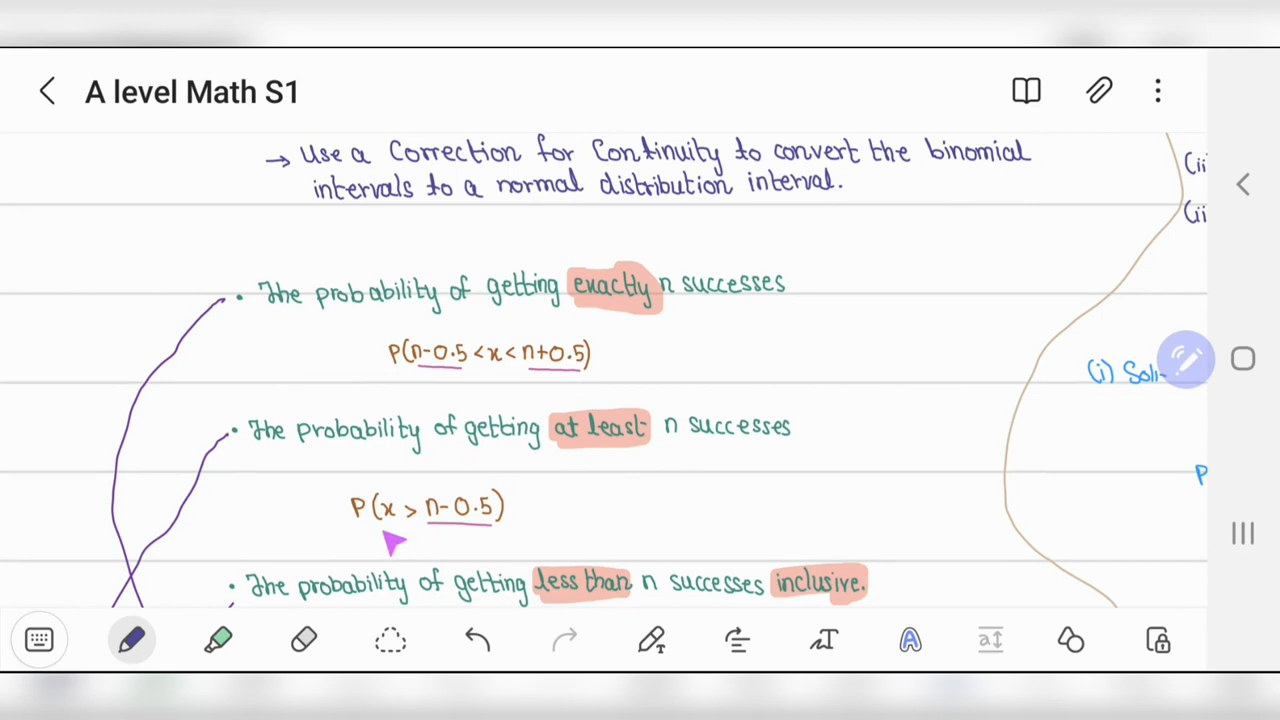 A level Math S1
→ Use a Correction for Continuity to convert the binomial
intervals to a normal distribution interval.
• The probability of getting exactly n successes
P(n-0.5 < x < n+0.5)
• The probability of getting at least n successes
P(x > n-0.5)
• The probability of getting less than n successes inclusive.
(ii
(ii
(i) Sol:-
P